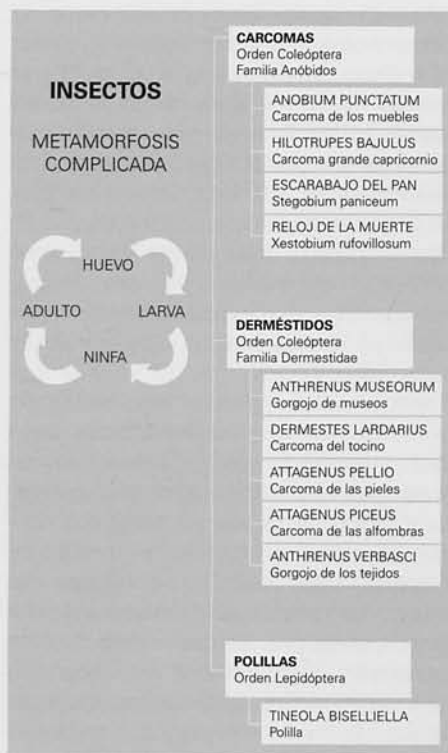 INSECTOS
METAMORFOSIS
COMPLICADA
HUEVO
ADULTO
LARVA
NINFA
CARCOMAS
Orden Coleóptera
Familia Anóbidos
ANOBIUM PUNCTATUM
Carcoma de los muebles
HILOTRUPES BAJULUS
Carcoma grande capricornio
ESCARABAJO DEL PAN
Stegobium paniceum
RELOJ DE LA MUERTE
Xestobium rufovillosum
DERMÉSTIDOS
Orden Coleóptera
Familia Dermestidae
ANTHRENUS MUSEORUM
Gorgojo de museos
DERMESTES LARDARIUS
Carcoma del tocino
ATTAGENUS PELLIO
Carcoma de las pieles
ATTAGENUS PICEUS
Carcoma de las alfombras
ANTHRENUS VERBASCI
Gorgojo de los tejidos
POLILLAS
Orden Lepidóptera
TINEOLA BISELLIELLA
Polilla